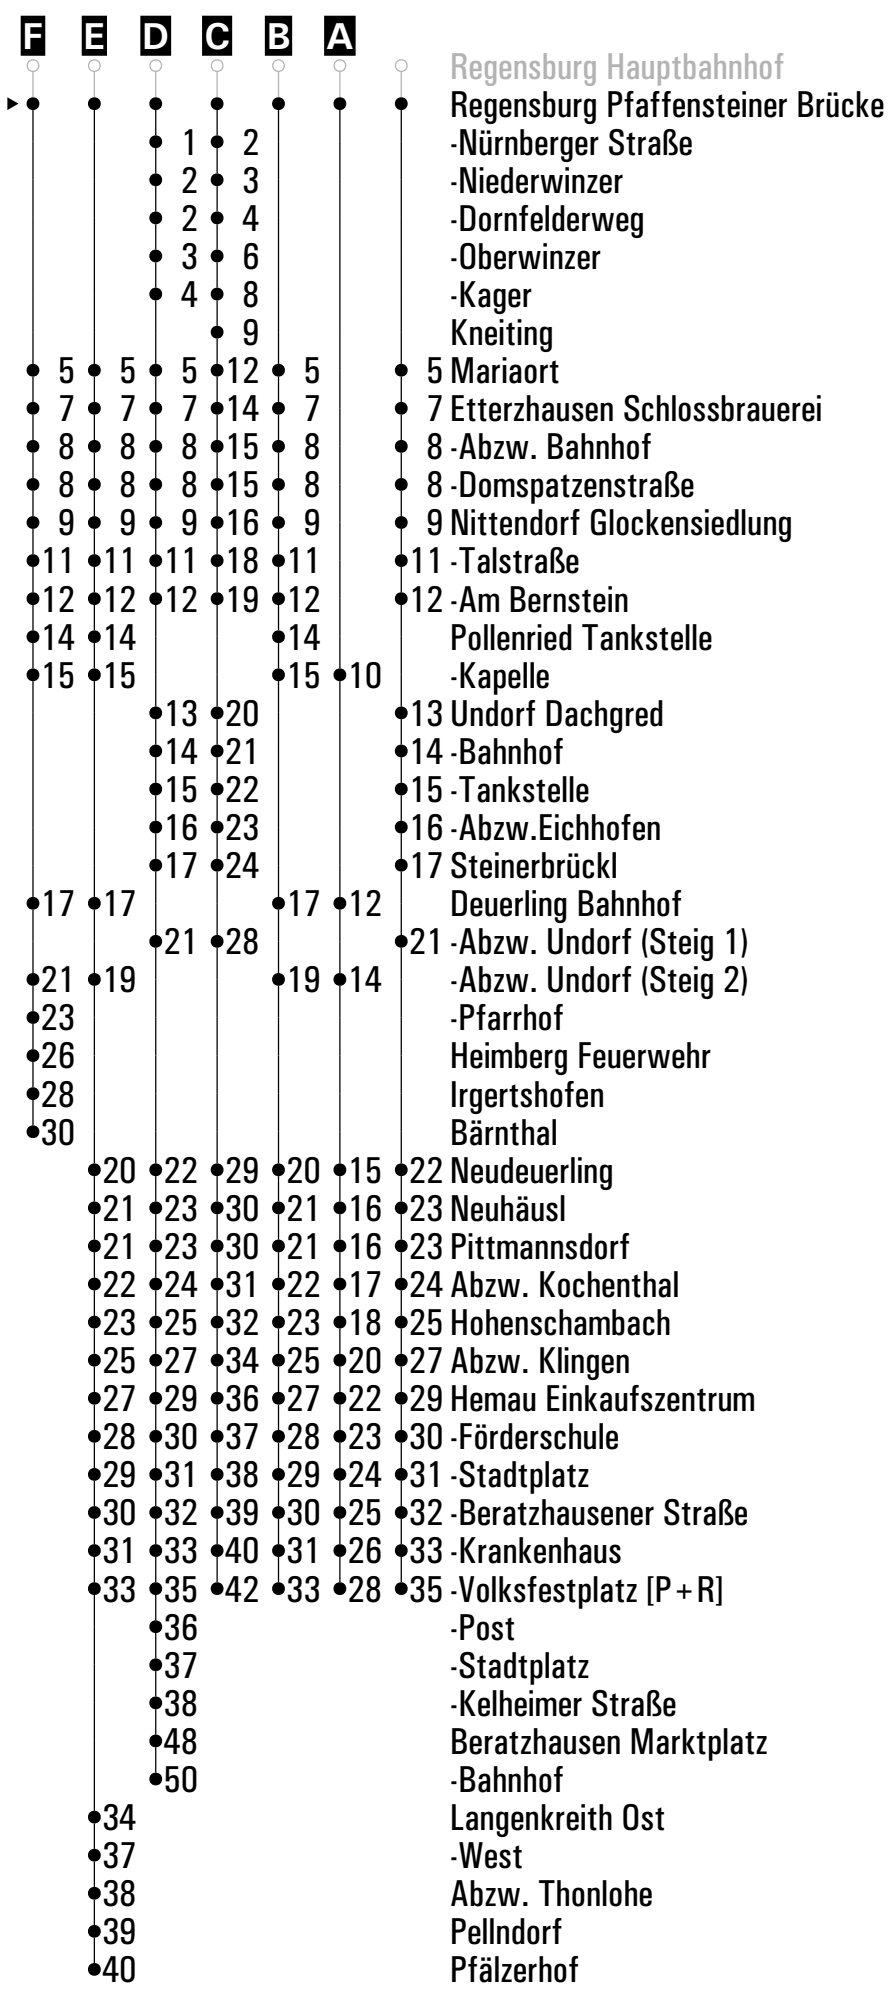 F E D C B A
Regensburg Hauptbahnhof
Regensburg Pfaffensteiner Brücke
1 2 -Nürnberger Straße
2 3 -Niederwinzer
2 4 -Dornfelderweg
3 6 -Oberwinzer
4 8 -Kager
9 Kneiting
5 5 5 12 5 5 Mariaort
7 7 7 14 7 7 Etterzhausen Schlossbrauerei
8 8 8 15 8 8 -Abzw. Bahnhof
8 8 8 15 8 8 -Domspatzenstraße
9 9 9 16 9 9 Nittendorf Glockensiedlung
11 11 11 18 11 11 -Talstraße
12 12 12 19 12 12 -Am Bernstein
14 14 14 Pollenried Tankstelle
15 15 15 10 -Kapelle
13 20 13 Undorf Dachgred
14 21 14 -Bahnhof
15 22 15 -Tankstelle
16 23 16 -Abzw.Eichhofen
17 24 17 Steinerbrückl
17 17 17 12 Deuerling Bahnhof
21 28 21 -Abzw. Undorf (Steig 1)
21 19 19 14 -Abzw. Undorf (Steig 2)
23 -Pfarrhof
26 Heimberg Feuerwehr
28 Irgertshofen
30 Bärnthal
20 22 29 20 15 22 Neudeuerling
21 23 30 21 16 23 Neuhäusl
21 23 30 21 16 23 Pittmannsdorf
22 24 31 22 17 24 Abzw. Kochenthal
23 25 32 23 18 25 Hohenschambach
25 27 34 25 20 27 Abzw. Klingen
27 29 36 27 22 29 Hemau Einkaufszentrum
28 30 37 28 23 30 -Förderschule
29 31 38 29 24 31 -Stadtplatz
30 32 39 30 25 32 -Beratzhausener Straße
31 33 40 31 26 33 -Krankenhaus
33 35 42 33 28 35 -Volksfestplatz [P+R]
36 -Post
37 -Stadtplatz
38 -Kelheimer Straße
48 Beratzhausen Marktplatz
50 -Bahnhof
34 Langenkreith Ost
37 -West
38 Abzw. Thonlohe
39 Pellndorf
40 Pfälzerhof